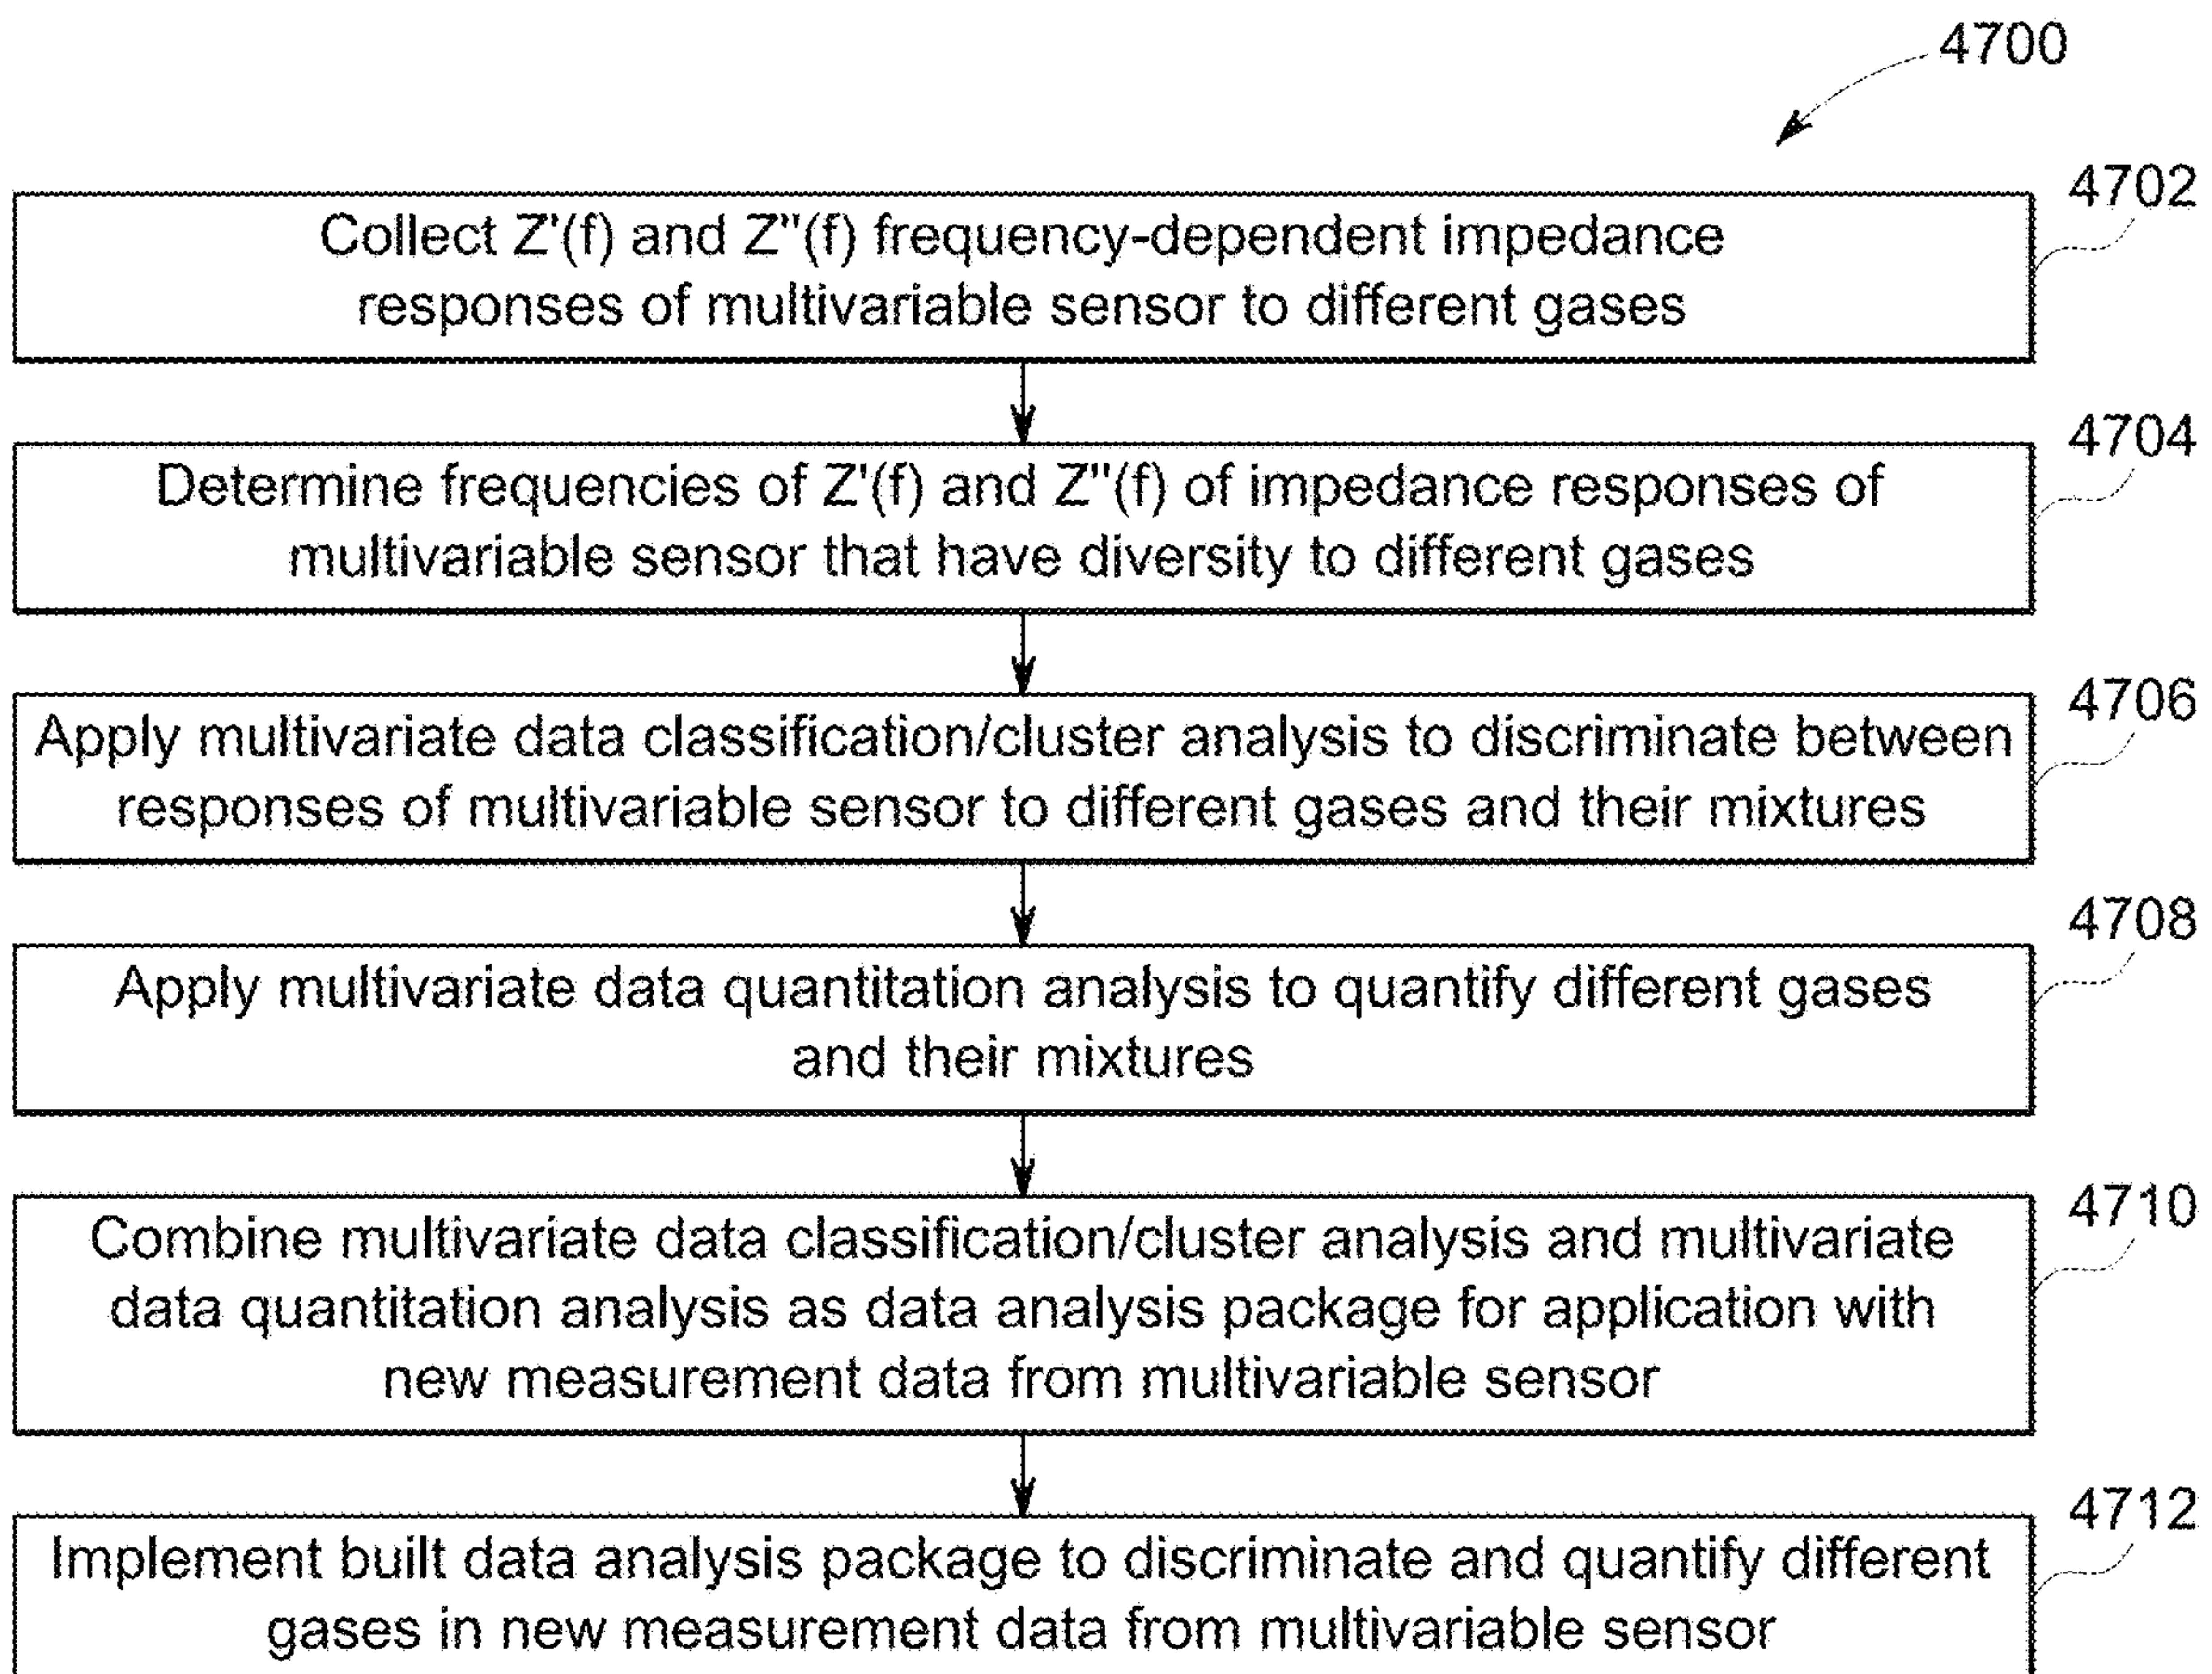 4700
4702
Collect Z'(f) and Z"(f) frequency-dependent impedance
responses of multivariable sensor to different gases
4704
Determine frequencies of Z'(f) and Z"(f) of impedance responses of
multivariable sensor that have diversity to different gases
4706
Apply multivariate data classification/cluster analysis to discriminate between
responses of multivariable sensor to different gases and their mixtures
4708
Apply multivariate data quantitation analysis to quantify different gases
and their mixtures
4710
Combine multivariate data classification/cluster analysis and multivariate
data quantitation analysis as data analysis package for application with
new measurement data from multivariable sensor
4712
Implement built data analysis package to discriminate and quantify different
gases in new measurement data from multivariable sensor